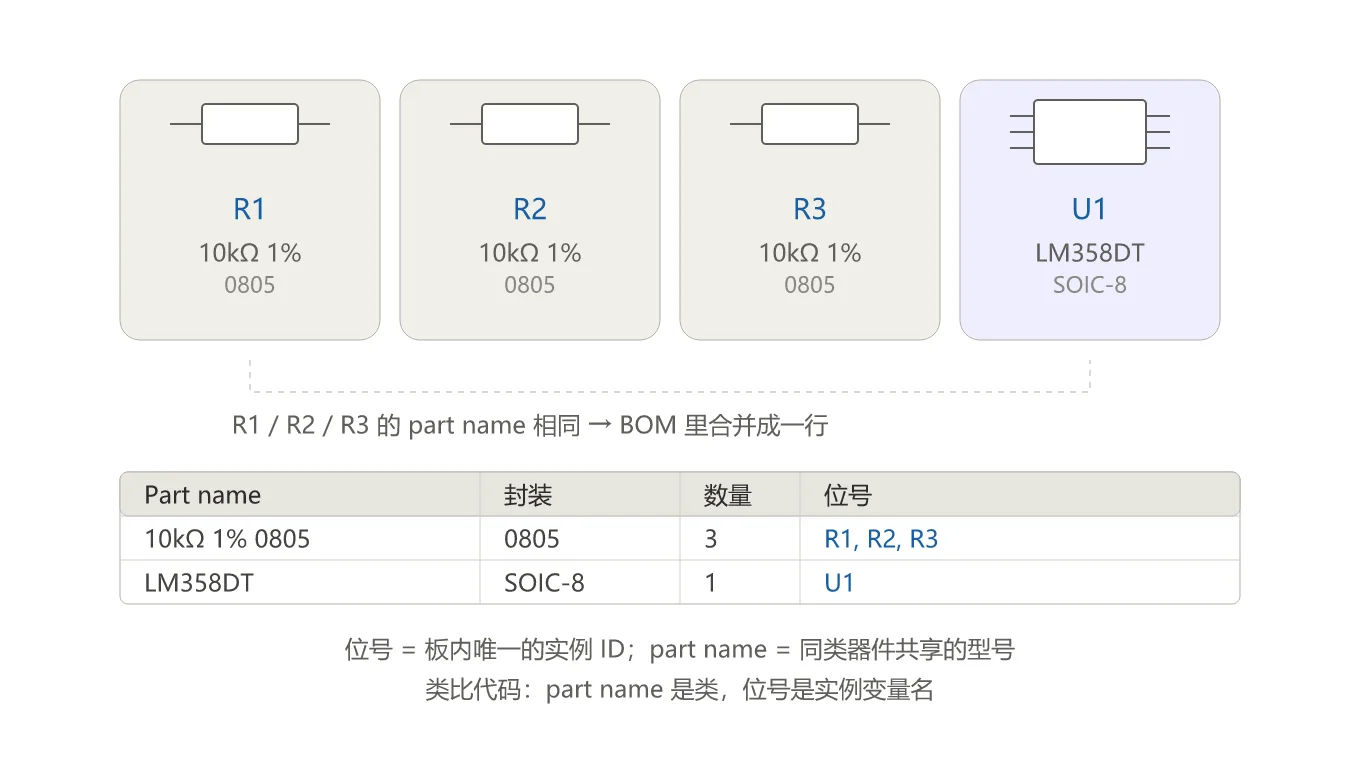 R1 R2 R3 U1
10kΩ 1% 10kΩ 1% 10kΩ 1% LM358DT
0805 0805 0805 SOIC-8
R1 / R2 / R3 的 part name 相同 → BOM 里合并成一行
Part name 封装 数量 位号
10kΩ 1% 0805 0805 3 R1, R2, R3
LM358DT SOIC-8 1 U1
位号 = 板内唯一的实例 ID；part name = 同类器件共享的型号
类比代码：part name 是类，位号是实例变量名